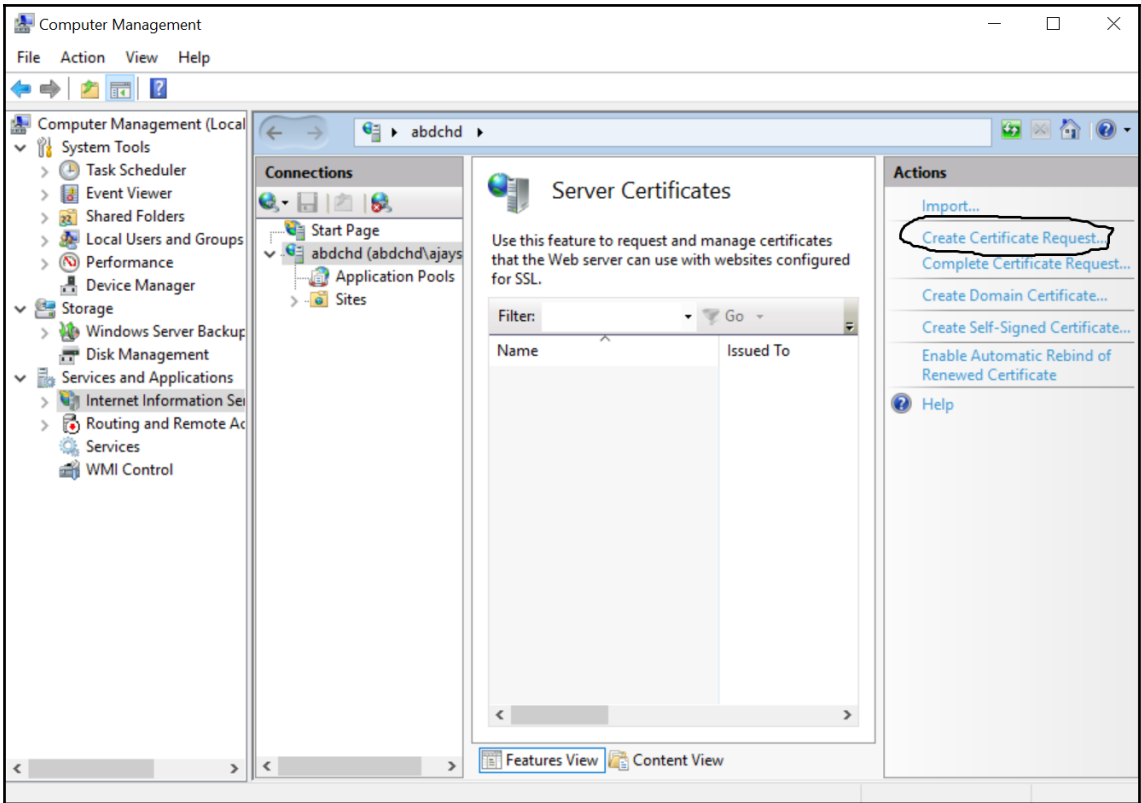 Computer Management
File Action View Help
Computer Management (Local
System Tools
Task Scheduler
Event Viewer
Shared Folders
Local Users and Groups
Performance
Device Manager
Storage
Windows Server Backup
Disk Management
Services and Applications
Internet Information Ser
Routing and Remote Ac
Services
WMI Control
abdchd
Connections
Start Page
abdchd (abdchd\ajays
Application Pools
Sites
Server Certificates
Use this feature to request and manage certificates
that the Web server can use with websites configured
for SSL.
Filter: Go
Name Issued To
Features View Content View
Actions
Import...
Create Certificate Request...
Complete Certificate Request...
Create Domain Certificate...
Create Self-Signed Certificate...
Enable Automatic Rebind of
Renewed Certificate
Help